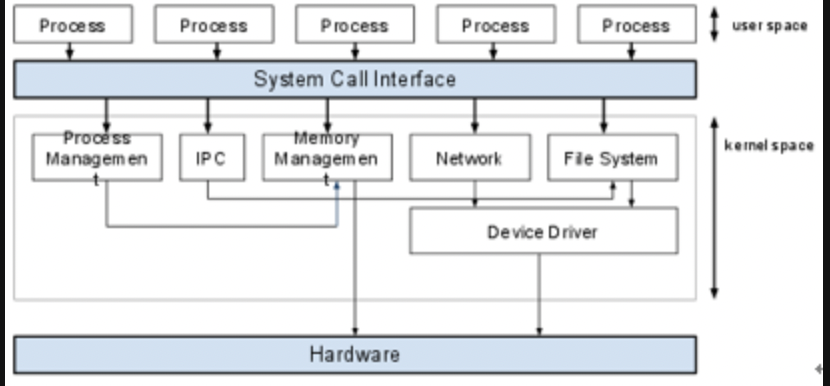 Process Process Process Process Process
user space
System Call Interface
kernel space
Process
Managemen
t
IPC
Memory
Managemen
t
Network
File System
Device Driver
Hardware